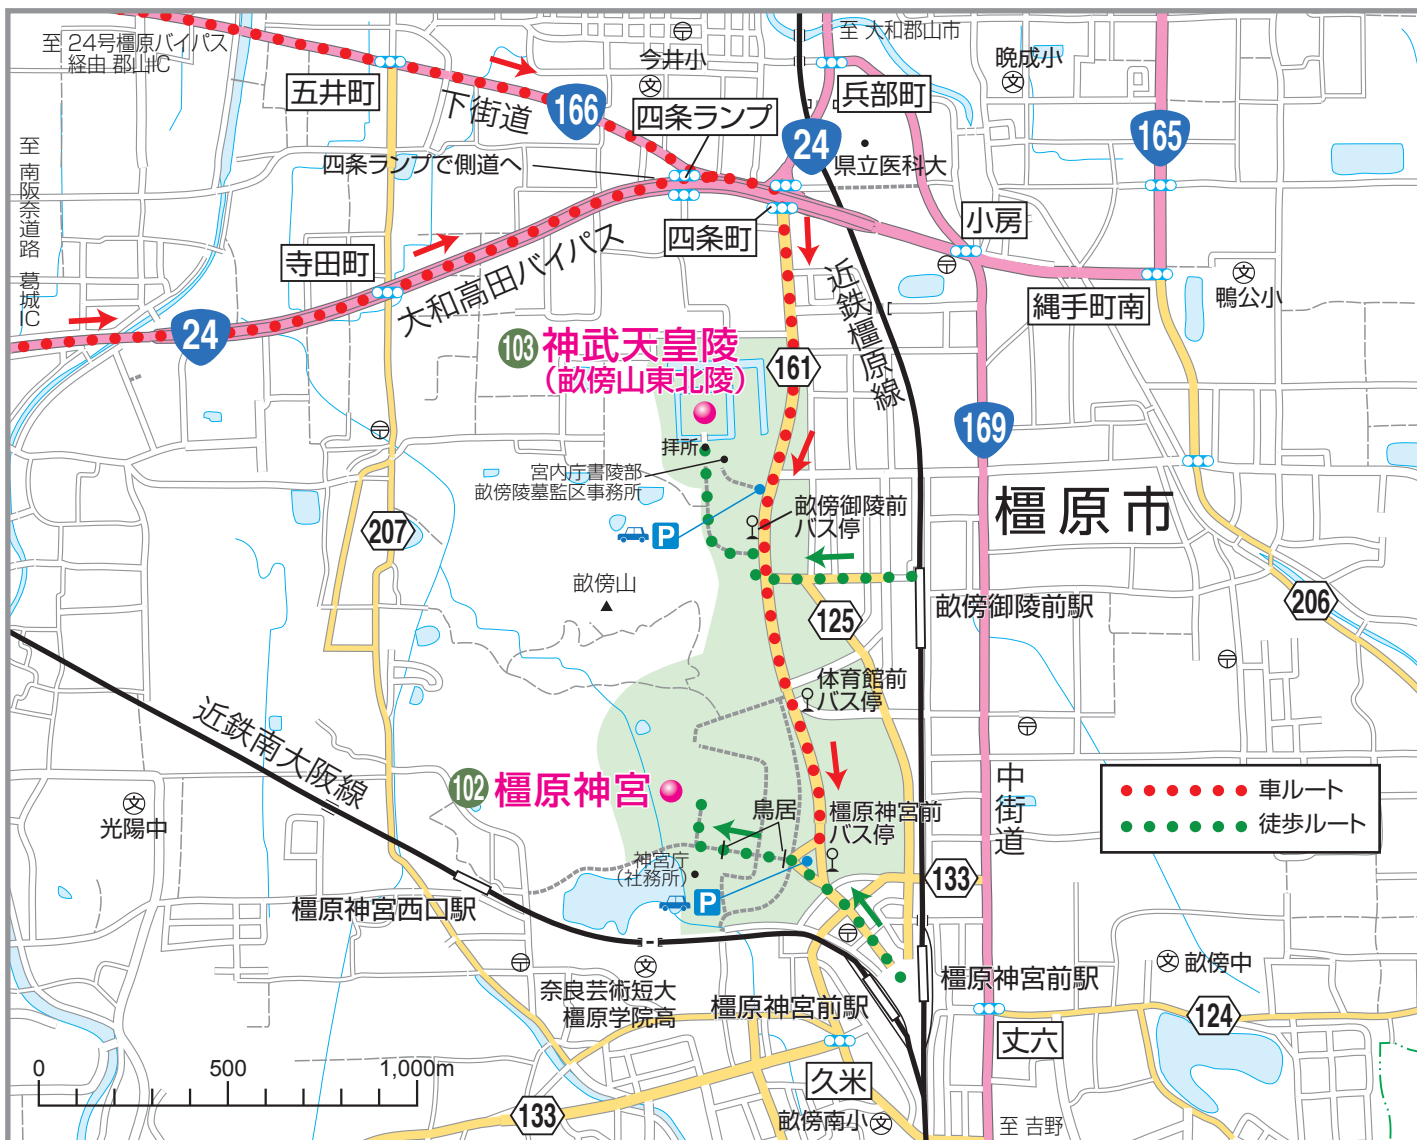 至 24号橿原バイパス
経由 郡山IC
至 大和郡山市
今井小
晩成小
五井町
下街道
166
四条ランプ
兵部町
24
165
県立医科大
四条ランプで側道へ
至 南阪奈道路 葛城IC
寺田町
四条町
小房
大和高田バイパス
近鉄橿原線
縄手町南
鴨公小
24
103 神武天皇陵
(畝傍山東北陵)
161
169
拝所
宮内庁書陵部
畝傍陵墓監区事務所
畝傍御陵前
バス停
橿原市
207
P
畝傍山
畝傍御陵前駅
206
125
体育館前
バス停
近鉄南大阪線
102 橿原神宮
中街道
車ルート
徒歩ルート
鳥居
橿原神宮前
バス停
光陽中
神宮庁
(社務所)
133
P
橿原神宮西口駅
奈良芸術短大
橿原学院高
橿原神宮前駅
橿原神宮前駅
畝傍中
124
丈六
久米
0 500 1,000m
133
畝傍南小
至 吉野